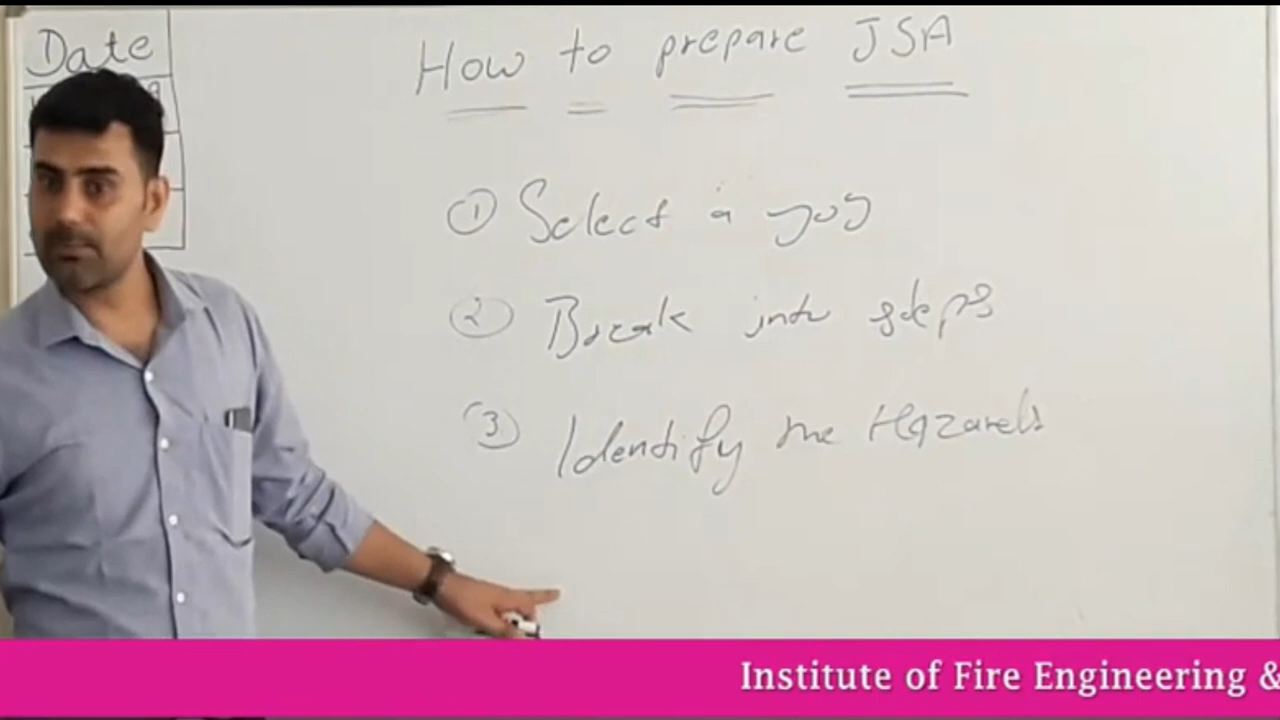 Date
How to prepare JSA
① Select a job
② Break into steps
③ Identify the Hazards
Institute of Fire Engineering &